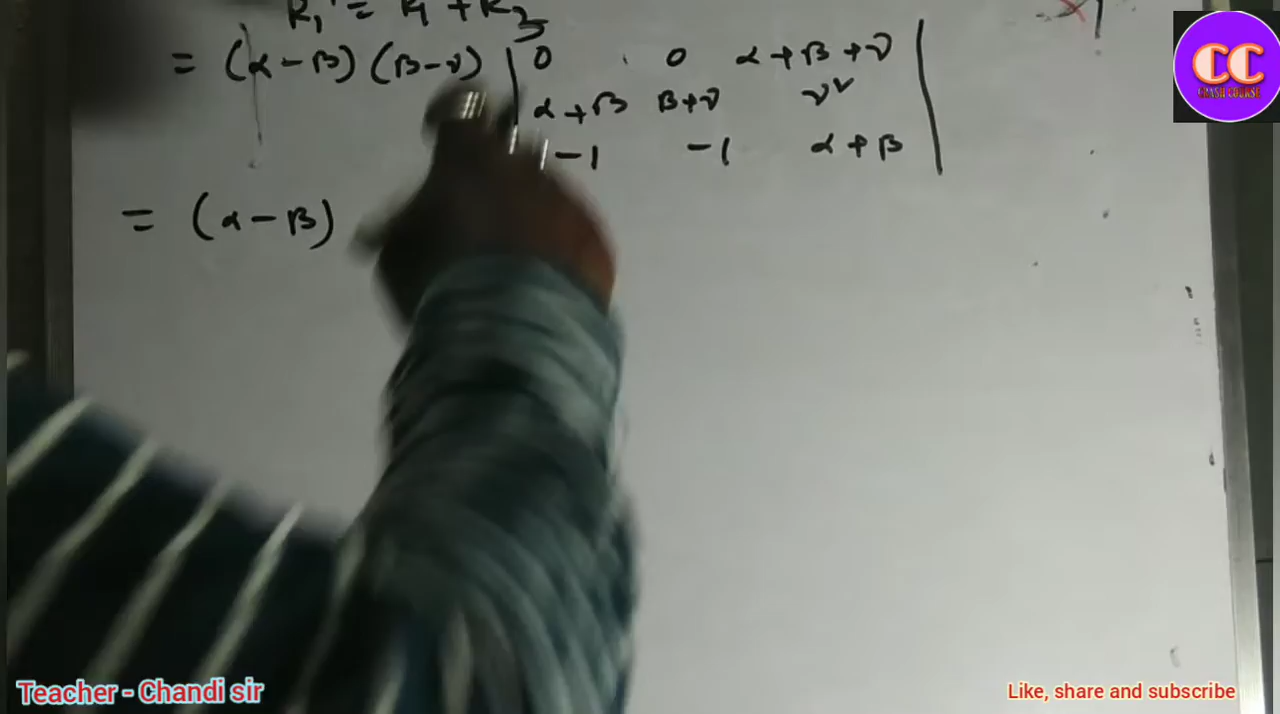 R₁' = R₁ + R₃
= (α-β) (β-γ) | 0 0 α+β+γ |
α+β β+γ γ²
-1 -1 α+β
= (α-β)
CC
CRASH COURSE
Teacher - Chandi sir
Like, share and subscribe